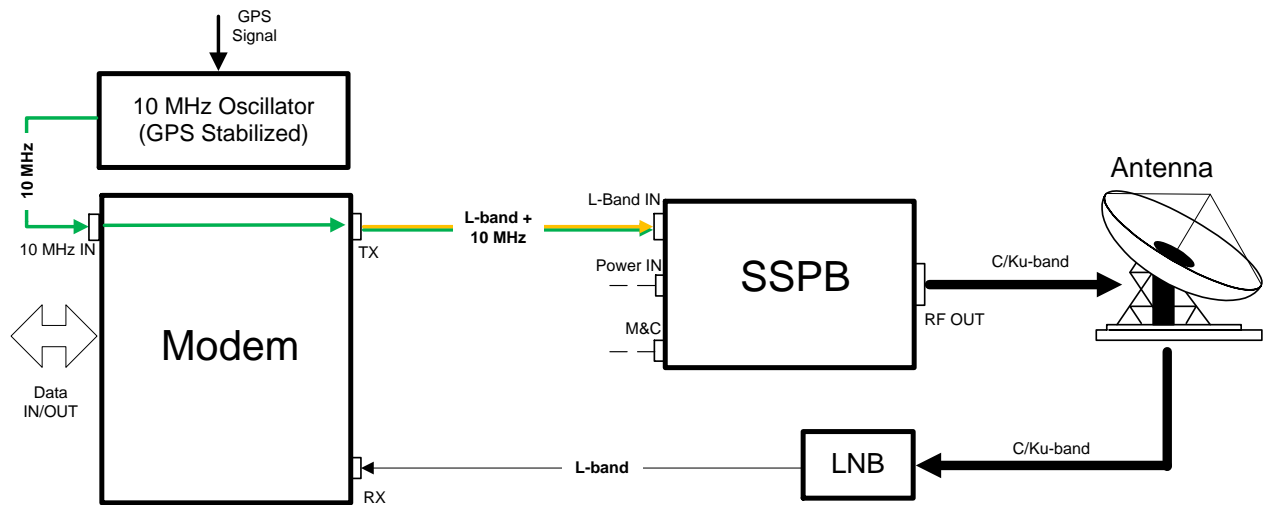 GPS
Signal
10 MHz Oscillator
(GPS Stabilized)
10 MHz
10 MHz IN
TX
L-band +
10 MHz
L-Band IN
Power IN
M&C
SSPB
RF OUT
C/Ku-band
Antenna
Modem
Data
IN/OUT
RX
L-band
LNB
C/Ku-band